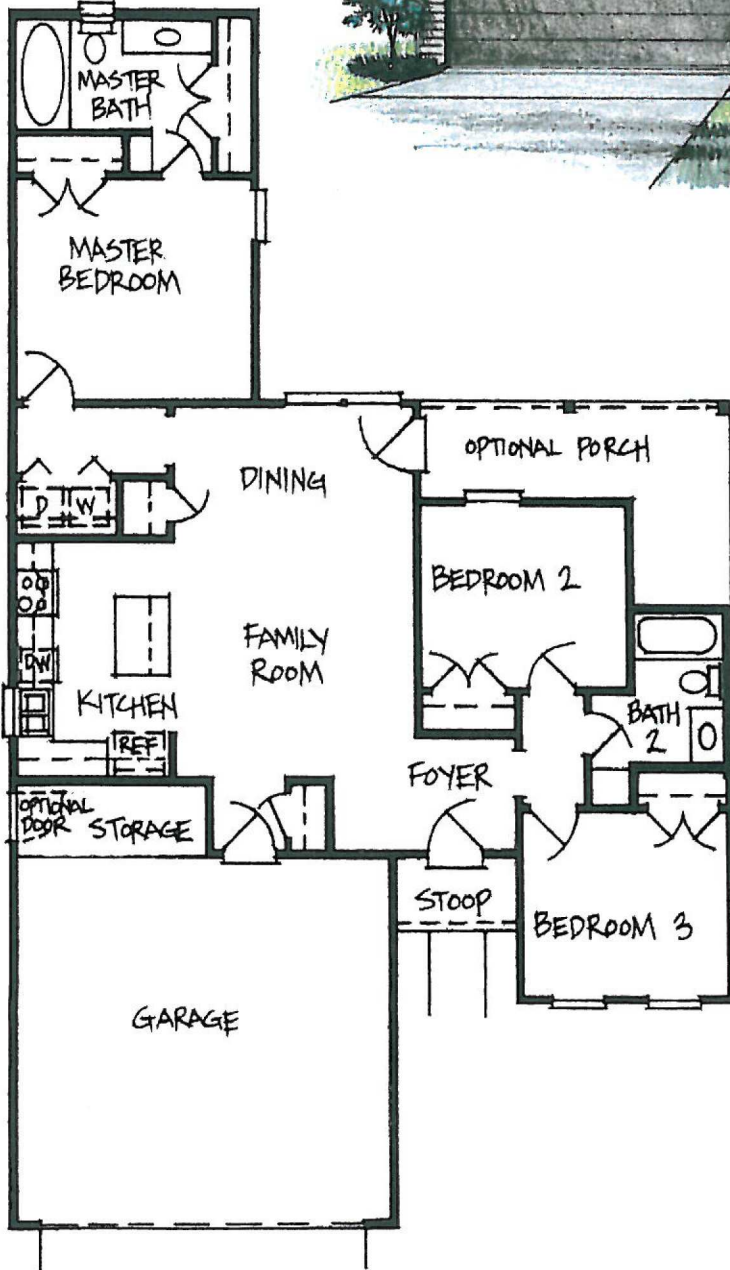 MASTER
BATH
MASTER
BEDROOM
DINING
OPTIONAL PORCH
D W
BEDROOM 2
FAMILY
ROOM
DW
KITCHEN
BATH
2
REF
FOYER
OPTIONAL
DOOR
STORAGE
STOOP
BEDROOM 3
GARAGE